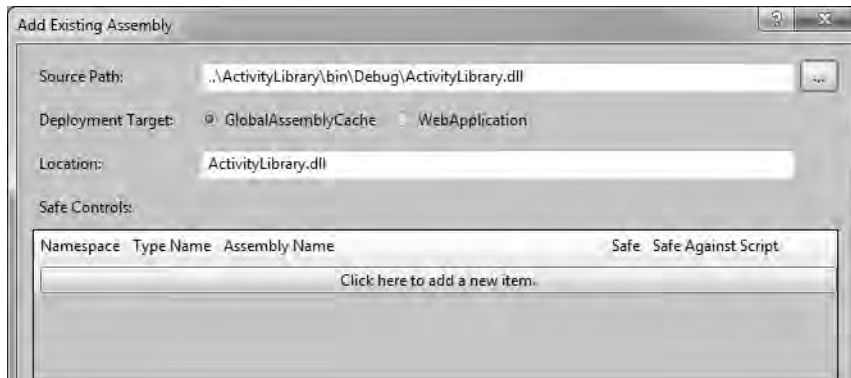 Add Existing Assembly
Source Path: ..\ActivityLibrary\bin\Debug\ActivityLibrary.dll ...
Deployment Target: GlobalAssemblyCache WebApplication
Location: ActivityLibrary.dll
Safe Controls:
Namespace Type Name Assembly Name Safe Safe Against Script
Click here to add a new item.